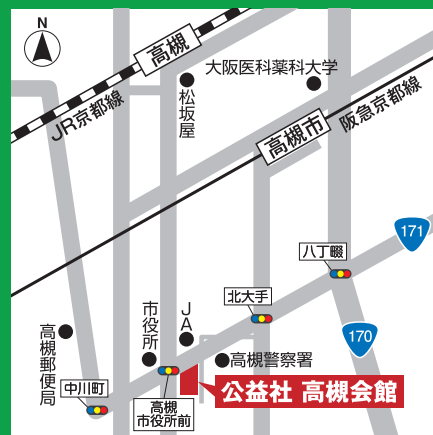 N
高槻
大阪医科薬科大学
JR京都線
松坂屋
高槻市
阪急京都線
171
八丁畷
北大手
170
JA
市役所
高槻郵便局
高槻警察署
中川町
公益社 高槻会館
高槻
市役所前